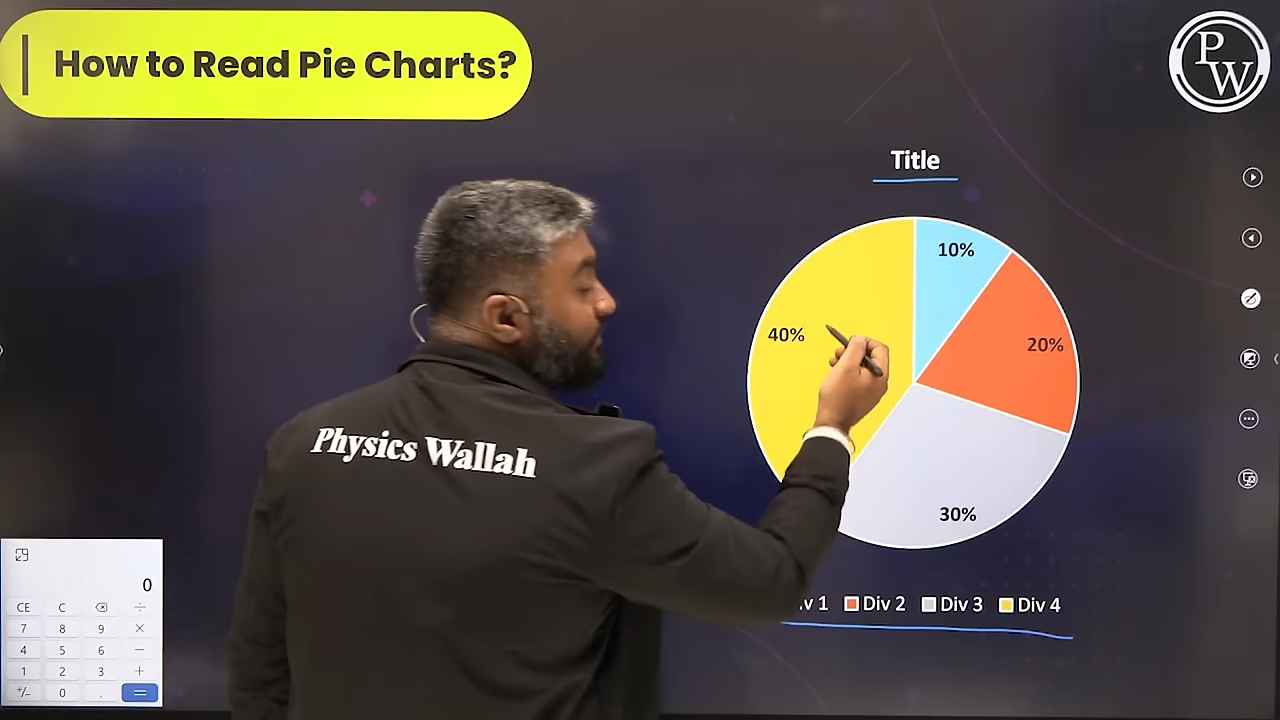 How to Read Pie Charts?
P
W
Title
10%
20%
40%
30%
Physics Wallah
1 Div 2 Div 3 Div 4
0
CE C ÷
7 8 9 ×
4 5 6 −
1 2 3 +
+/− 0 . =